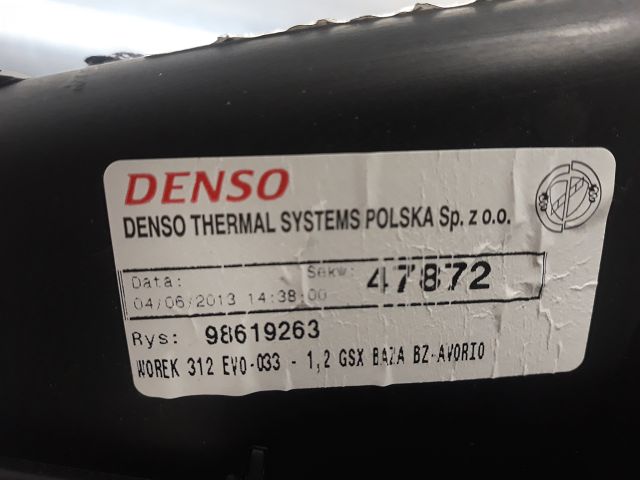 DENSO
DENSO THERMAL SYSTEMS POLSKA Sp. z o.o.
Data: Sekw: 47872
04/06/2013 14:38:00
Rys: 98619263
WOREK 312 EVO-033 - 1,2 GSX BAZA BZ-AVORIO